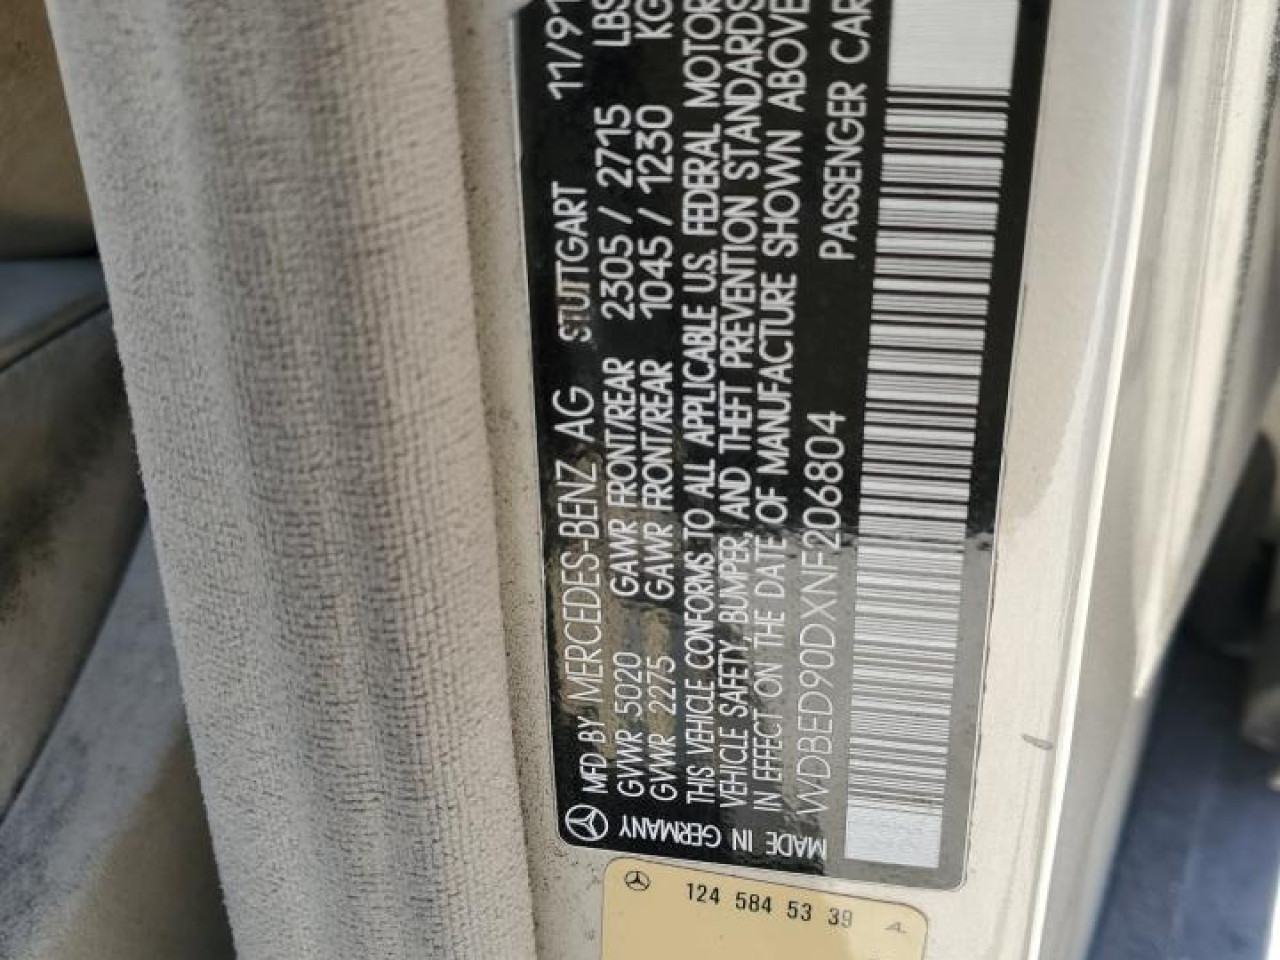 MFD BY MERCEDES-BENZ AG STUTTGART 11/91
GVWR 5020 GAWR FRONT/REAR 2305 / 2715 LBS
GVWR 2275 GAWR FRONT/REAR 1045 / 1230 KG
THIS VEHICLE CONFORMS TO ALL APPLICABLE U.S. FEDERAL MOTOR
VEHICLE SAFETY, BUMPER, AND THEFT PREVENTION STANDARDS
IN EFFECT ON THE DATE OF MANUFACTURE SHOWN ABOVE
WDBED90DXNF206804 PASSENGER CAR
MADE IN GERMANY
124 584 53 39